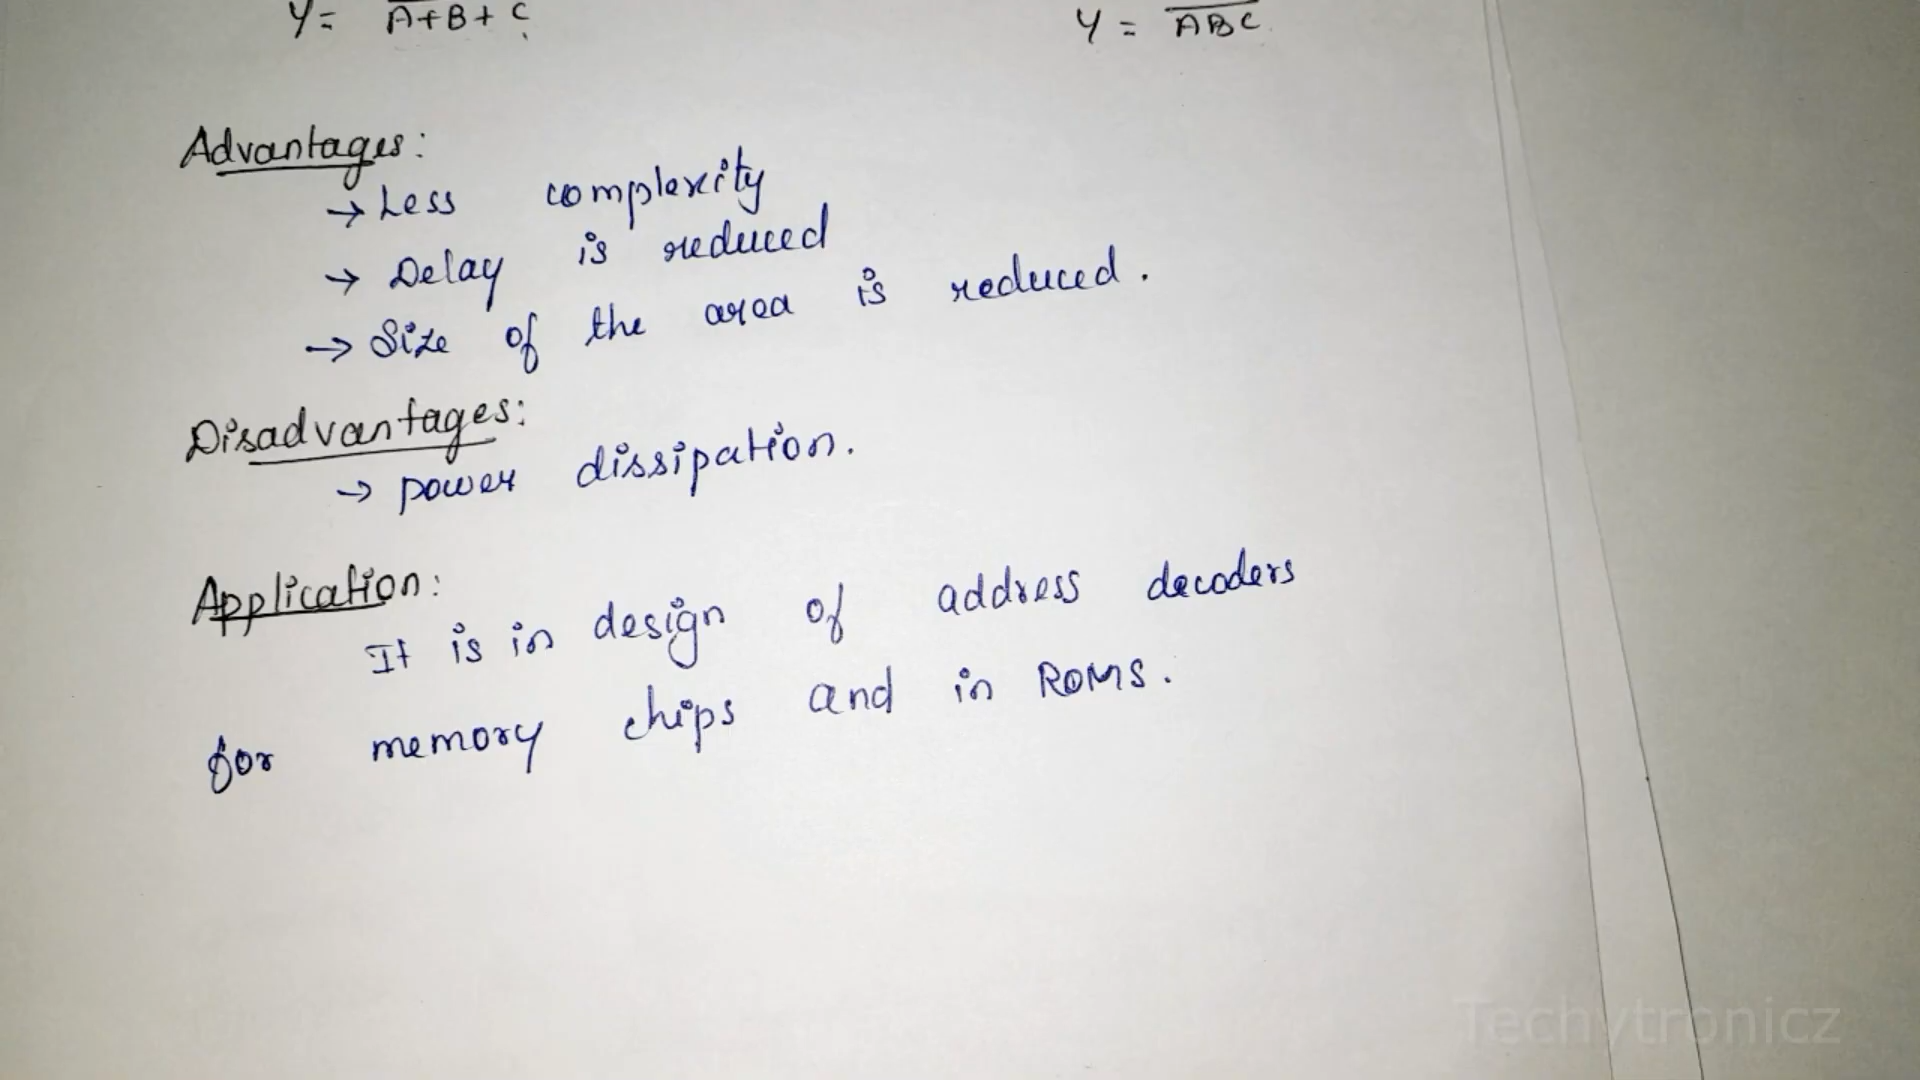 Y = A+B+C
Y = ABC
Advantages:
→ Less complexity
→ Delay is reduced
→ Size of the area is reduced.
Disadvantages:
→ power dissipation.
Application:
It is in design of address decoders
for memory chips and in ROMS.
Techytronicz